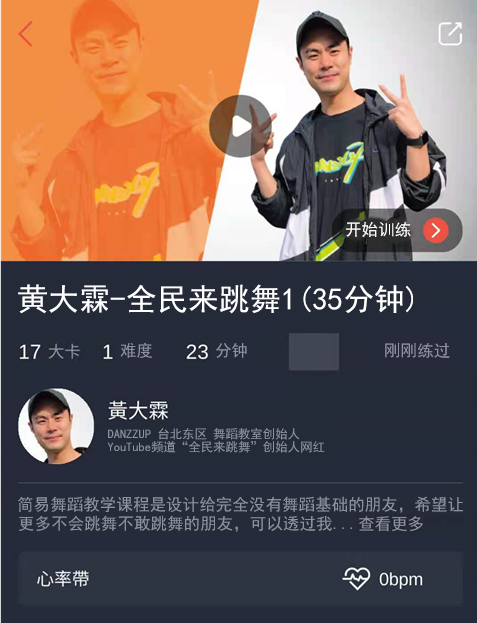 开始训练
黄大霖-全民来跳舞1(35分钟)
17 大卡 1 难度 23 分钟 刚刚练过
黃大霖
DANZZUP 台北东区 舞蹈教室创始人
YouTube频道“全民来跳舞”创始人网红
简易舞蹈教学课程是设计给完全没有舞蹈基础的朋友，希望让
更多不会跳舞不敢跳舞的朋友，可以透过我...查看更多
心率帶 0bpm